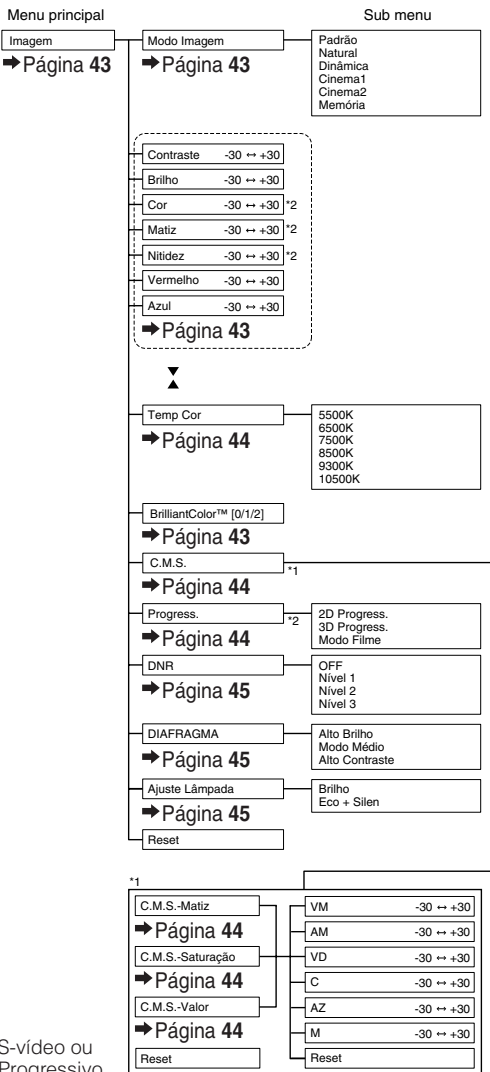 Menu principal
Sub menu
Imagem
➡Página 43
Modo Imagem
➡Página 43
Padrão
Natural
Dinâmica
Cinema1
Cinema2
Memória
Contraste -30 ↔ +30
Brilho -30 ↔ +30
Cor -30 ↔ +30 *2
Matiz -30 ↔ +30 *2
Nitidez -30 ↔ +30 *2
Vermelho -30 ↔ +30
Azul -30 ↔ +30
➡Página 43
Temp Cor
➡Página 44
5500K
6500K
7500K
8500K
9300K
10500K
BrilliantColor™ [0/1/2]
➡Página 43
C.M.S. *1
➡Página 44
Progress. *2
➡Página 44
2D Progress.
3D Progress.
Modo Filme
DNR
➡Página 45
OFF
Nível 1
Nível 2
Nível 3
DIAFRAGMA
➡Página 45
Alto Brilho
Modo Médio
Alto Contraste
Ajuste Lâmpada
➡Página 45
Brilho
Eco + Silen
Reset
*1
C.M.S.-Matiz
➡Página 44
C.M.S.-Saturação
➡Página 44
C.M.S.-Valor
➡Página 44
Reset
VM -30 ↔ +30
AM -30 ↔ +30
VD -30 ↔ +30
C -30 ↔ +30
AZ -30 ↔ +30
M -30 ↔ +30
Reset
S-vídeo ou
Progressivo